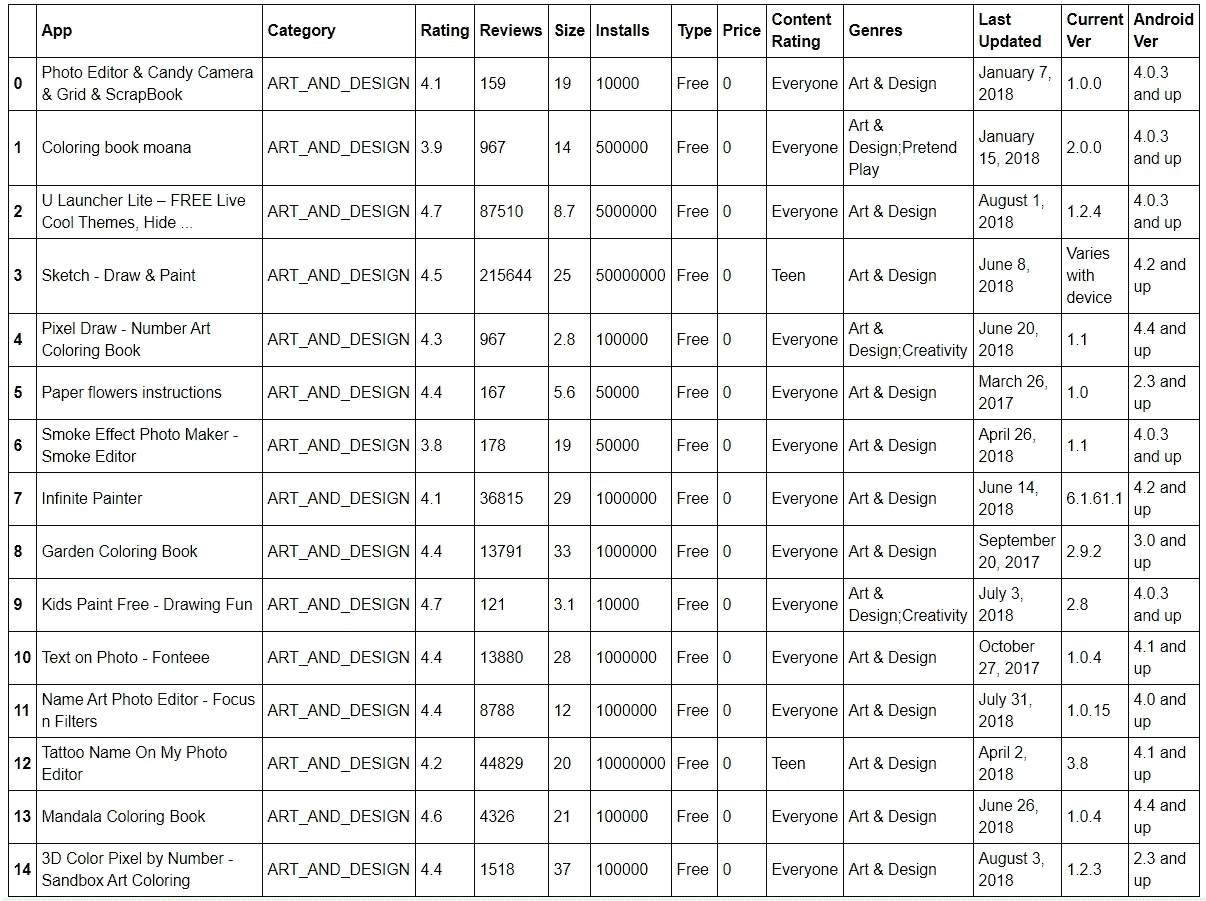 App Category Rating Reviews Size Installs Type Price Content Rating Genres Last Updated Current Ver Android Ver
0 Photo Editor & Candy Camera & Grid & ScrapBook ART_AND_DESIGN 4.1 159 19 10000 Free 0 Everyone Art & Design January 7, 2018 1.0.0 4.0.3 and up
1 Coloring book moana ART_AND_DESIGN 3.9 967 14 500000 Free 0 Everyone Art & Design;Pretend Play January 15, 2018 2.0.0 4.0.3 and up
2 U Launcher Lite – FREE Live Cool Themes, Hide ... ART_AND_DESIGN 4.7 87510 8.7 5000000 Free 0 Everyone Art & Design August 1, 2018 1.2.4 4.0.3 and up
3 Sketch - Draw & Paint ART_AND_DESIGN 4.5 215644 25 50000000 Free 0 Teen Art & Design June 8, 2018 Varies with device 4.2 and up
4 Pixel Draw - Number Art Coloring Book ART_AND_DESIGN 4.3 967 2.8 100000 Free 0 Everyone Art & Design;Creativity June 20, 2018 1.1 4.4 and up
5 Paper flowers instructions ART_AND_DESIGN 4.4 167 5.6 50000 Free 0 Everyone Art & Design March 26, 2017 1.0 2.3 and up
6 Smoke Effect Photo Maker - Smoke Editor ART_AND_DESIGN 3.8 178 19 50000 Free 0 Everyone Art & Design April 26, 2018 1.1 4.0.3 and up
7 Infinite Painter ART_AND_DESIGN 4.1 36815 29 1000000 Free 0 Everyone Art & Design June 14, 2018 6.1.61.1 4.2 and up
8 Garden Coloring Book ART_AND_DESIGN 4.4 13791 33 1000000 Free 0 Everyone Art & Design September 20, 2017 2.9.2 3.0 and up
9 Kids Paint Free - Drawing Fun ART_AND_DESIGN 4.7 121 3.1 10000 Free 0 Everyone Art & Design;Creativity July 3, 2018 2.8 4.0.3 and up
10 Text on Photo - Fonteee ART_AND_DESIGN 4.4 13880 28 1000000 Free 0 Everyone Art & Design October 27, 2017 1.0.4 4.1 and up
11 Name Art Photo Editor - Focus n Filters ART_AND_DESIGN 4.4 8788 12 1000000 Free 0 Everyone Art & Design July 31, 2018 1.0.15 4.0 and up
12 Tattoo Name On My Photo Editor ART_AND_DESIGN 4.2 44829 20 10000000 Free 0 Teen Art & Design April 2, 2018 3.8 4.1 and up
13 Mandala Coloring Book ART_AND_DESIGN 4.6 4326 21 100000 Free 0 Everyone Art & Design June 26, 2018 1.0.4 4.4 and up
14 3D Color Pixel by Number - Sandbox Art Coloring ART_AND_DESIGN 4.4 1518 37 100000 Free 0 Everyone Art & Design August 3, 2018 1.2.3 2.3 and up